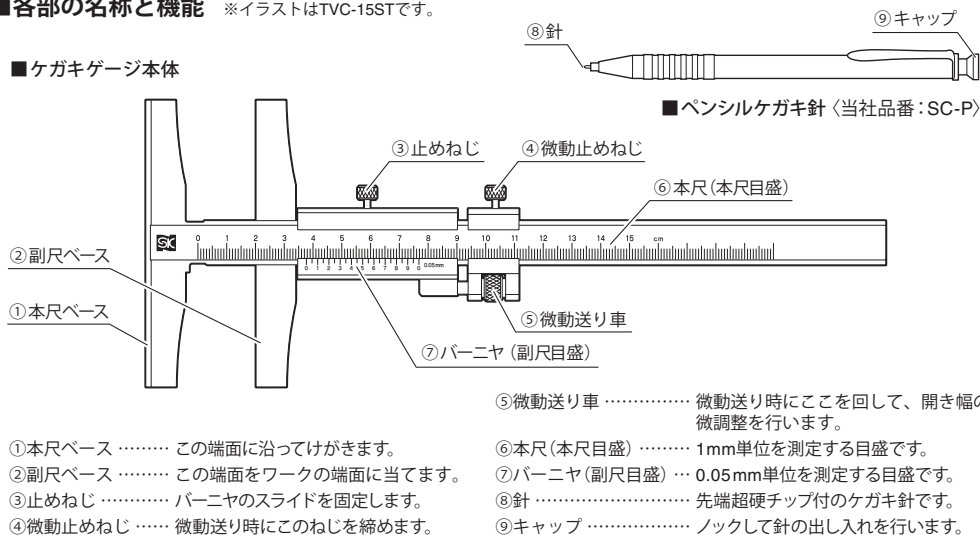 ■各部の名称と機能 ※イラストはTVC-15STです。
⑧針
⑨キャップ
■ケガキゲージ本体
■ペンシルケガキ針〈当社品番：SC-P〉
③止めねじ
④微動止めねじ
⑥本尺(本尺目盛)
SK
0 1 2 3 4 5 6 7 8 9 10 11 12 13 14 15 cm
0 1 2 3 4 5 6 7 8 9 0 0.05mm
②副尺ベース
①本尺ベース
⑤微動送り車
⑦バーニヤ(副尺目盛)
①本尺ベース ……… この端面に沿ってけがきます。
②副尺ベース ……… この端面をワークの端面に当てます。
③止めねじ ………… バーニヤのスライドを固定します。
④微動止めねじ …… 微動送り時にこのねじを締めます。
⑤微動送り車 …………… 微動送り時にここを回して、開き幅の
微調整を行います。
⑥本尺(本尺目盛) ……… 1mm単位を測定する目盛です。
⑦バーニヤ(副尺目盛) … 0.05mm単位を測定する目盛です。
⑧針 ……………………… 先端超硬チップ付のケガキ針です。
⑨キャップ ……………… ノックして針の出し入れを行います。